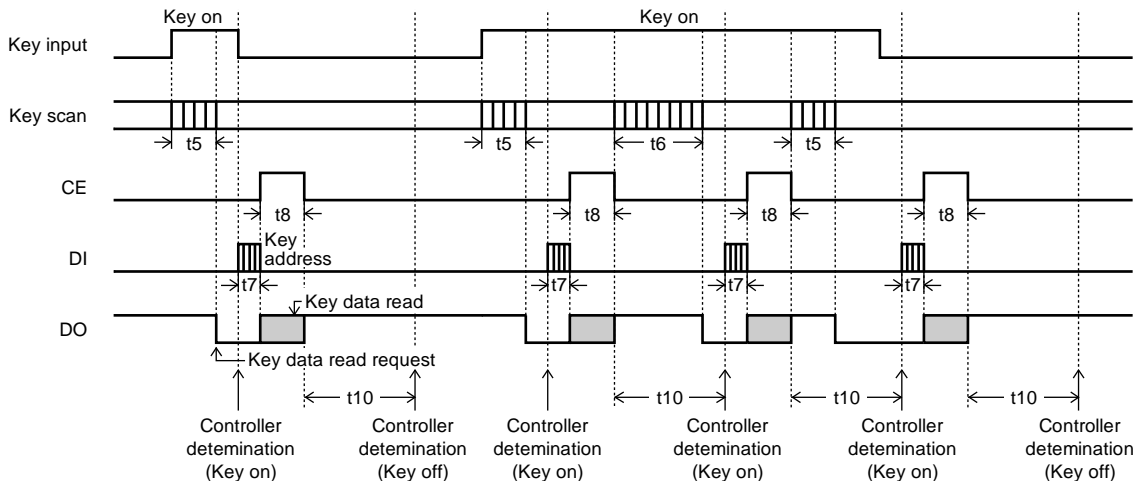 Key on
Key on
Key input
Key scan
t5
t5
t6
t5
CE
t8
t8
t8
t8
DI
Key
address
t7
t7
t7
t7
Key data read
DO
Key data read request
t10
t10
t10
t10
Controller
detemination
(Key on)
Controller
detemination
(Key off)
Controller
detemination
(Key on)
Controller
detemination
(Key on)
Controller
detemination
(Key on)
Controller
detemination
(Key off)